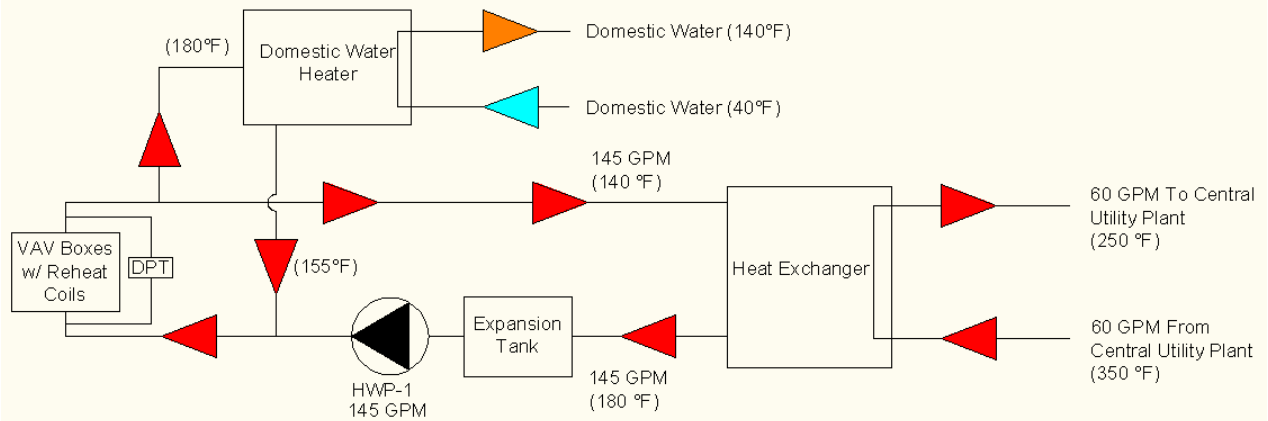 (180°F)
Domestic Water
Heater
Domestic Water (140°F)
Domestic Water (40°F)
145 GPM
(140 °F)
60 GPM To Central
Utility Plant
(250 °F)
VAV Boxes
w/ Reheat
Coils
DPT
(155°F)
Heat Exchanger
Expansion
Tank
60 GPM From
Central Utility Plant
(350 °F)
HWP-1
145 GPM
145 GPM
(180 °F)